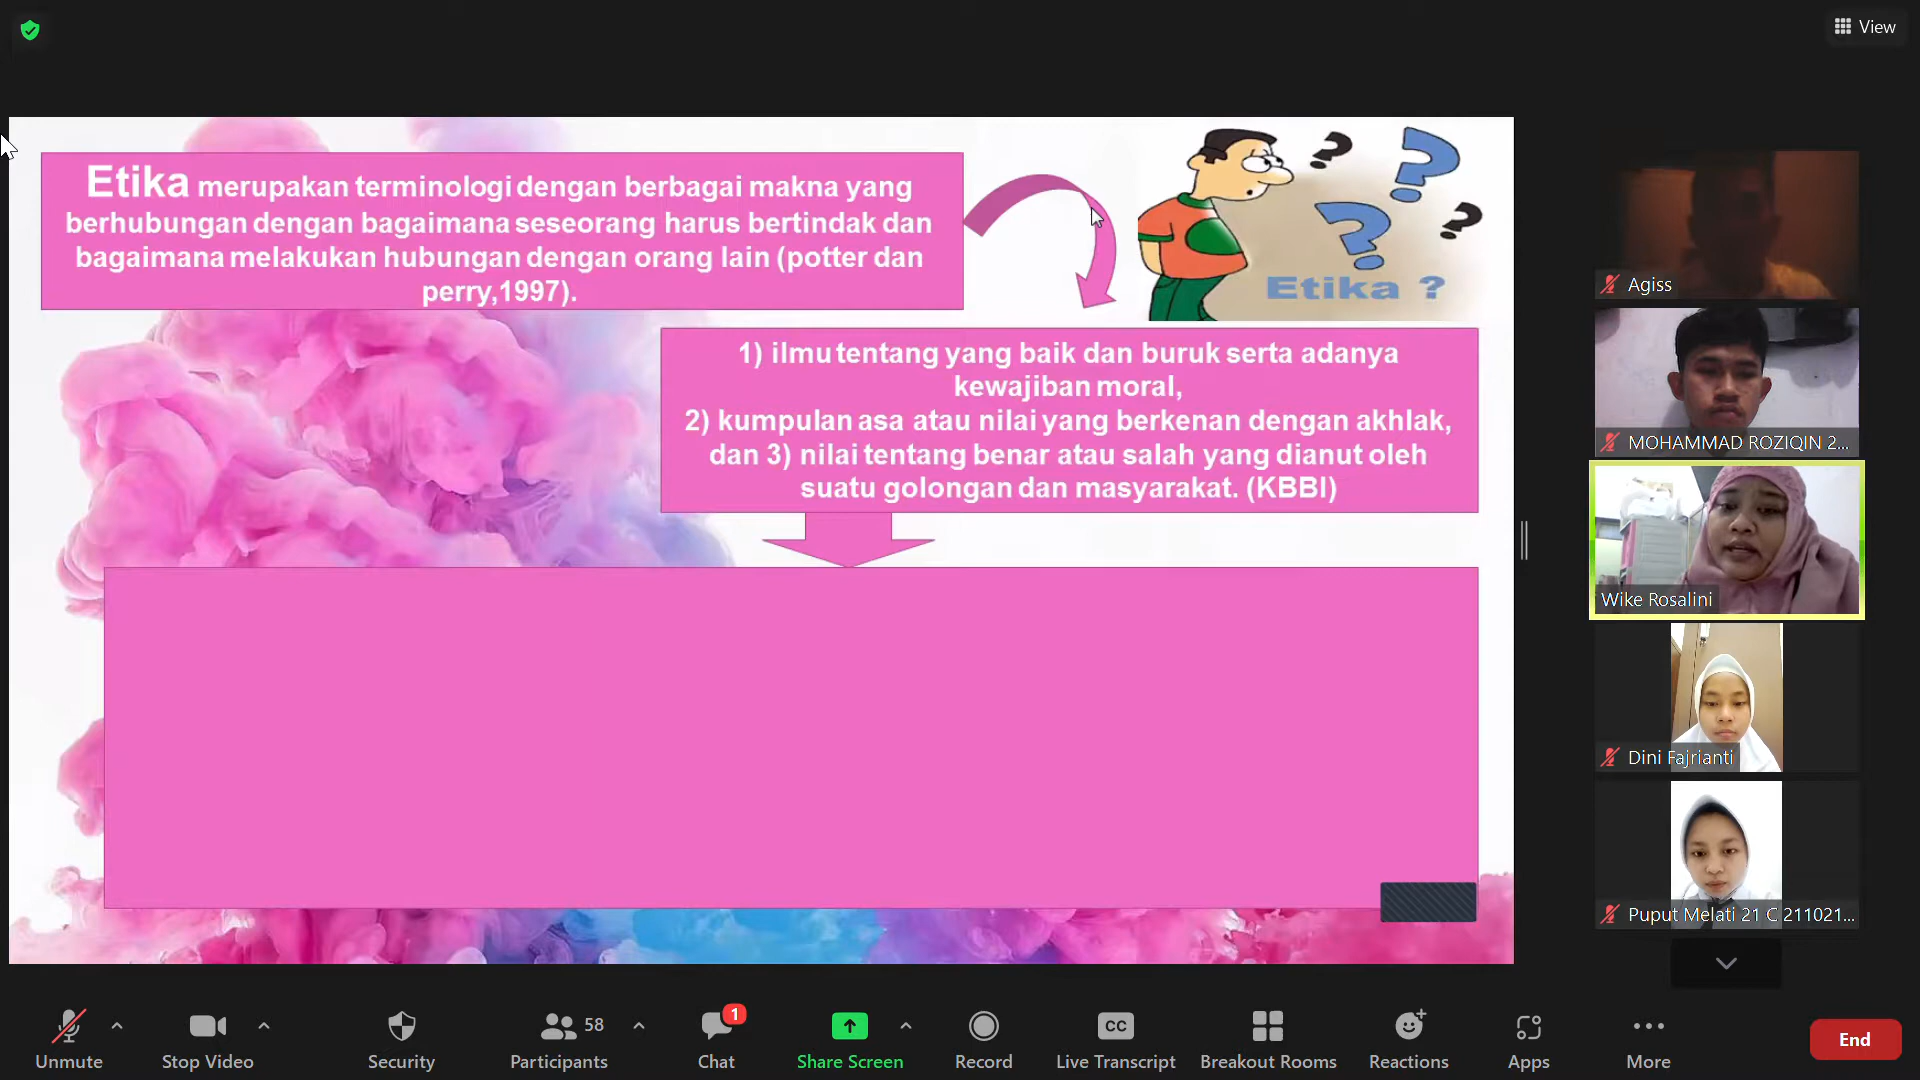 View
Etika merupakan terminologi dengan berbagai makna yang
berhubungan dengan bagaimana seseorang harus bertindak dan
bagaimana melakukan hubungan dengan orang lain (potter dan
perry,1997).
? ? ? ?
Etika ?
1) ilmu tentang yang baik dan buruk serta adanya
kewajiban moral,
2) kumpulan asa atau nilai yang berkenan dengan akhlak,
dan 3) nilai tentang benar atau salah yang dianut oleh
suatu golongan dan masyarakat. (KBBI)
Agiss
MOHAMMAD ROZIQIN 2...
Wike Rosalini
Dini Fajrianti
Puput Melati 21 C 211021...
Unmute
Stop Video
Security
58
Participants
1
Chat
Share Screen
Record
CC
Live Transcript
Breakout Rooms
Reactions
Apps
More
End